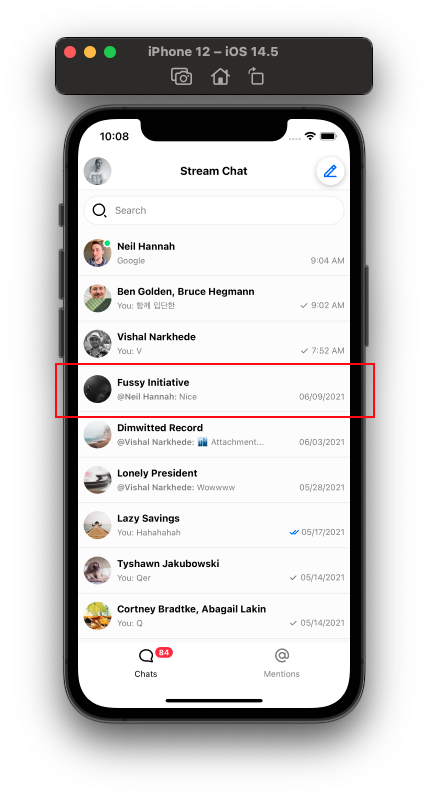 iPhone 12 – iOS 14.5
10:08
Stream Chat
Search
Neil Hannah
Google 9:04 AM
Ben Golden, Bruce Hegmann
You: 함께 입단한 9:02 AM
Vishal Narkhede
You: V 7:52 AM
Fussy Initiative
@Neil Hannah: Nice 06/09/2021
Dimwitted Record
@Vishal Narkhede: 🏙 Attachment... 06/03/2021
Lonely President
@Vishal Narkhede: Wowwww 05/28/2021
Lazy Savings
You: Hahahahah 05/17/2021
Tyshawn Jakubowski
You: Qer 05/14/2021
Cortney Bradtke, Abagail Lakin
You: Q 05/14/2021
84
@
Chats Mentions